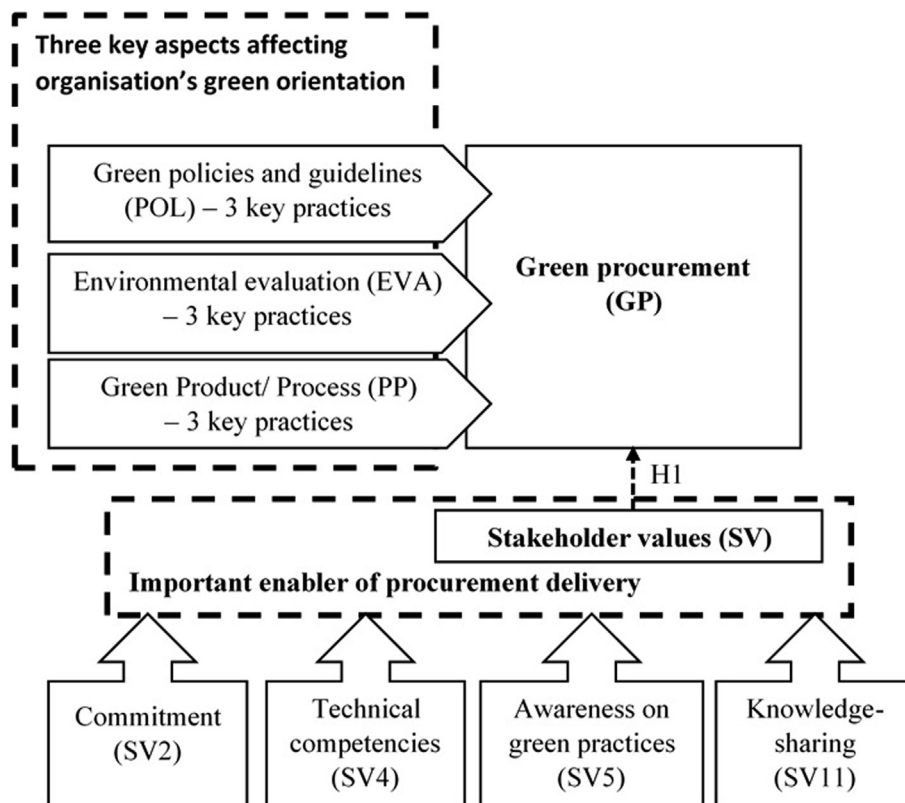 Three key aspects affecting
organisation's green orientation
Green policies and guidelines
(POL) – 3 key practices
Environmental evaluation (EVA)
– 3 key practices
Green Product/ Process (PP)
– 3 key practices
Green procurement
(GP)
H1
Stakeholder values (SV)
Important enabler of procurement delivery
Commitment
(SV2)
Technical
competencies
(SV4)
Awareness on
green practices
(SV5)
Knowledge-
sharing
(SV11)